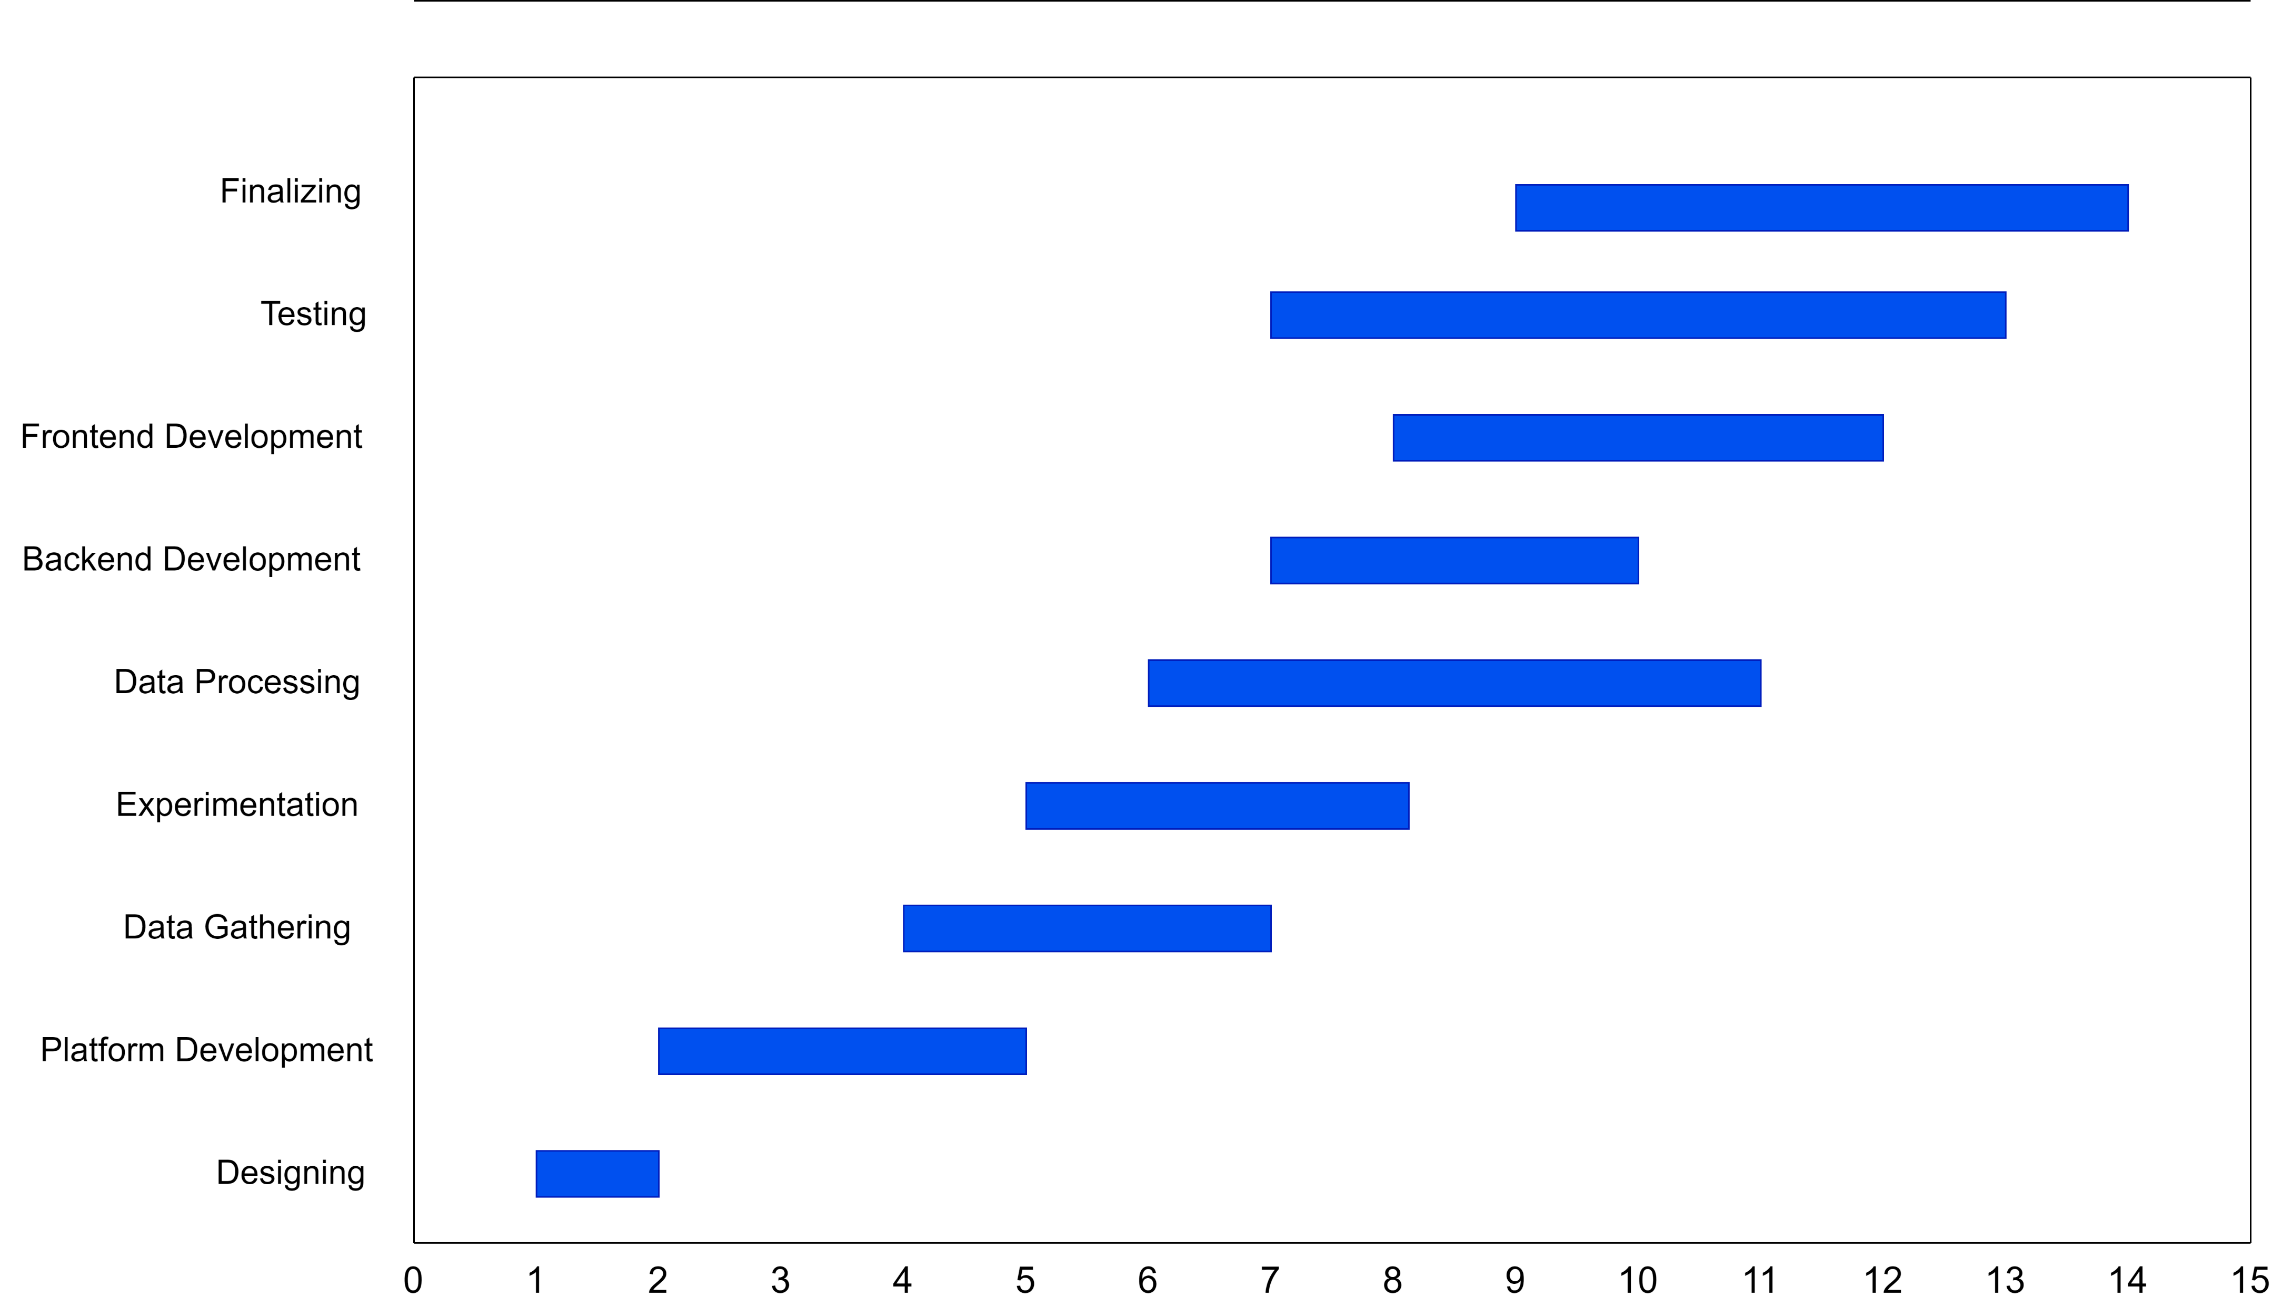 Finalizing
Testing
Frontend Development
Backend Development
Data Processing
Experimentation
Data Gathering
Platform Development
Designing
0 1 2 3 4 5 6 7 8 9 10 11 12 13 14 15